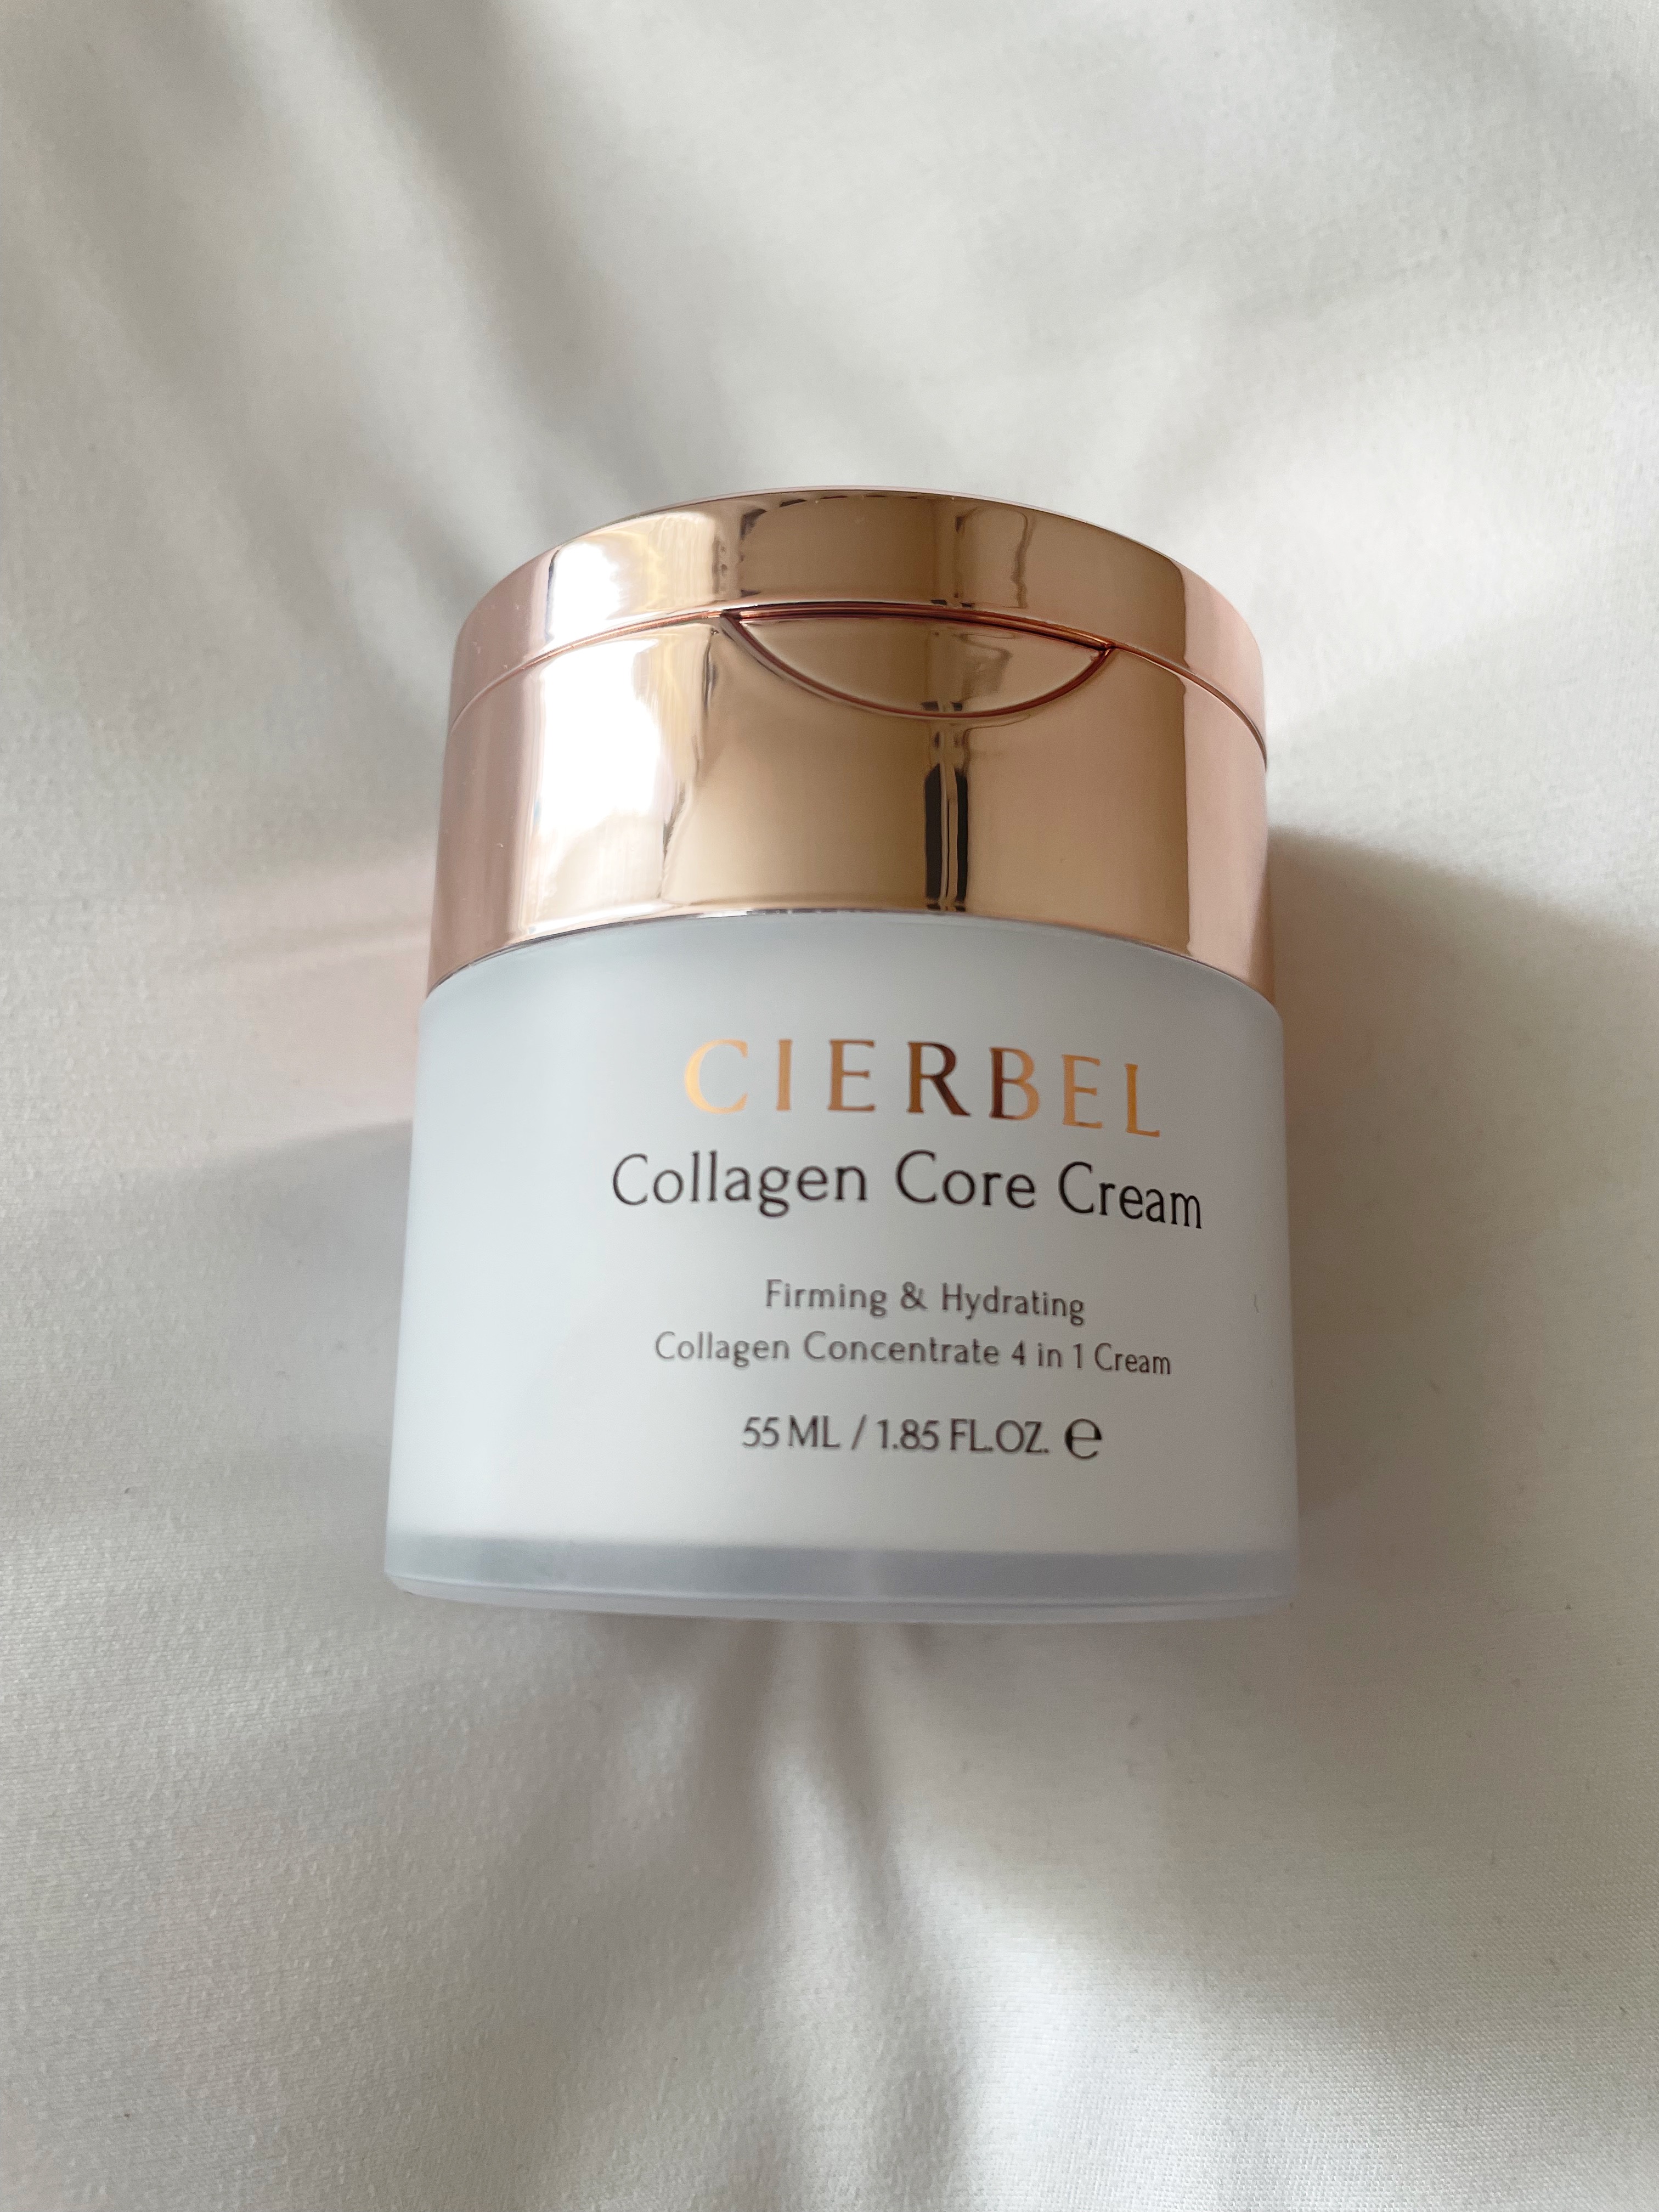 CIERBEL
Collagen Core Cream
Firming & Hydrating
Collagen Concentrate 4 in 1 Cream
55 ML / 1.85 FL.OZ. ℮